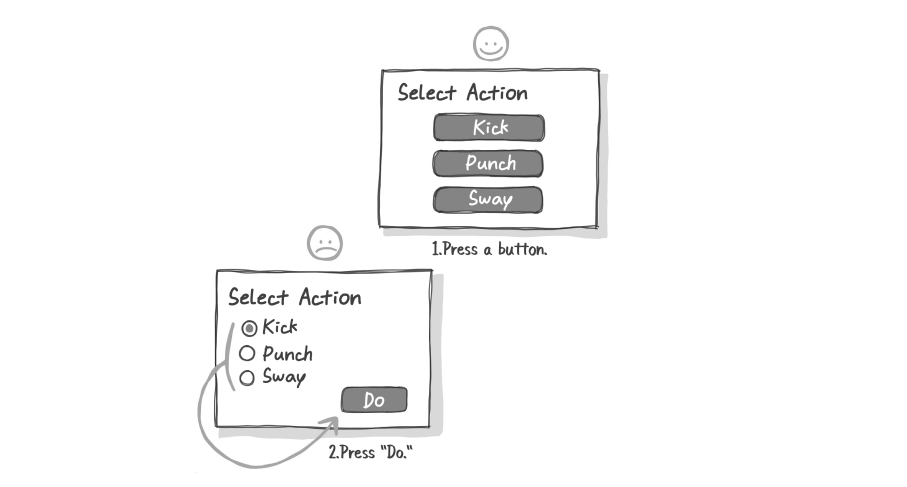 Select Action
Kick
Punch
Sway
1.Press a button.
Select Action
Kick
Punch
Sway
Do
2.Press "Do."